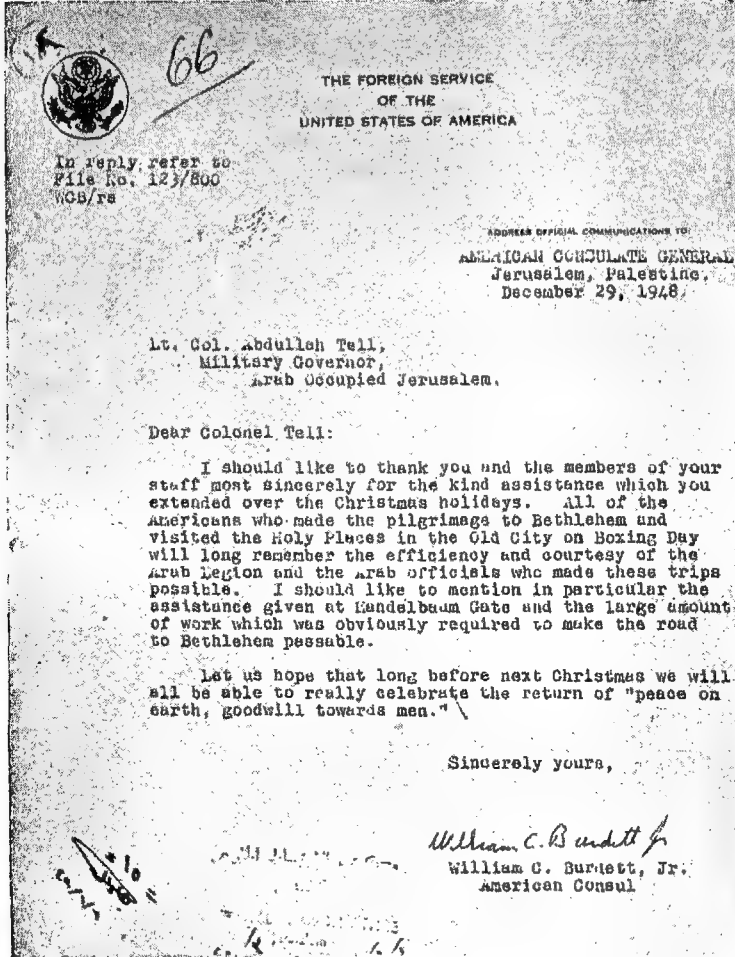 66
THE FOREIGN SERVICE
OF THE
UNITED STATES OF AMERICA
In reply refer to
File No. 123/800
WCB/rs
ADDRESS OFFICIAL COMMUNICATIONS TO
AMERICAN CONSULATE GENERAL
Jerusalem, Palestine.
December 29, 1948.
Lt. Col. Abdullah Tell,
Military Governor,
Arab Occupied Jerusalem.
Dear Colonel Tell:
I should like to thank you and the members of your
staff most sincerely for the kind assistance which you
extended over the Christmas holidays. All of the
Americans who made the pilgrimage to Bethlehem and
visited the Holy Places in the Old City on Boxing Day
will long remember the efficiency and courtesy of the
Arab Legion and the Arab officials who made these trips
possible. I should like to mention in particular the
assistance given at Mandelbaum Gate and the large amount
of work which was obviously required to make the road
to Bethlehem passable.
Let us hope that long before next Christmas we will
all be able to really celebrate the return of "peace on
earth, goodwill towards men."
Sincerely yours,
William C. Burdett Jr
William C. Burdett, Jr.
American Consul